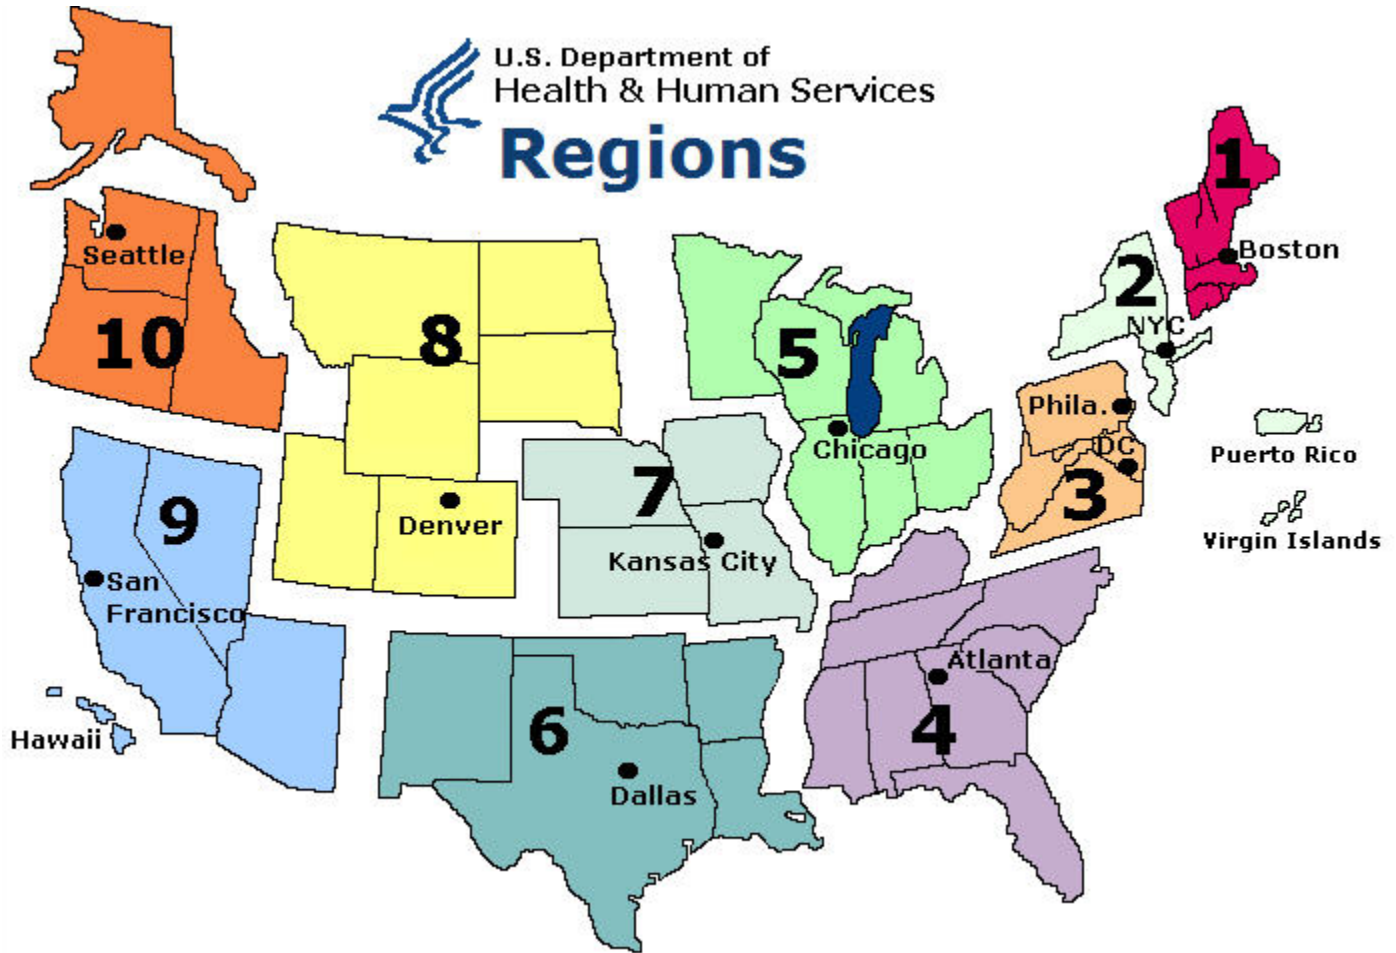 U.S. Department of
Health & Human Services
Regions
1
Boston
2
NYC
Seattle
10
8
5
Chicago
Phila.
DC
3
Puerto Rico
Virgin Islands
7
Kansas City
Denver
9
San
Francisco
Hawaii
6
Dallas
Atlanta
4